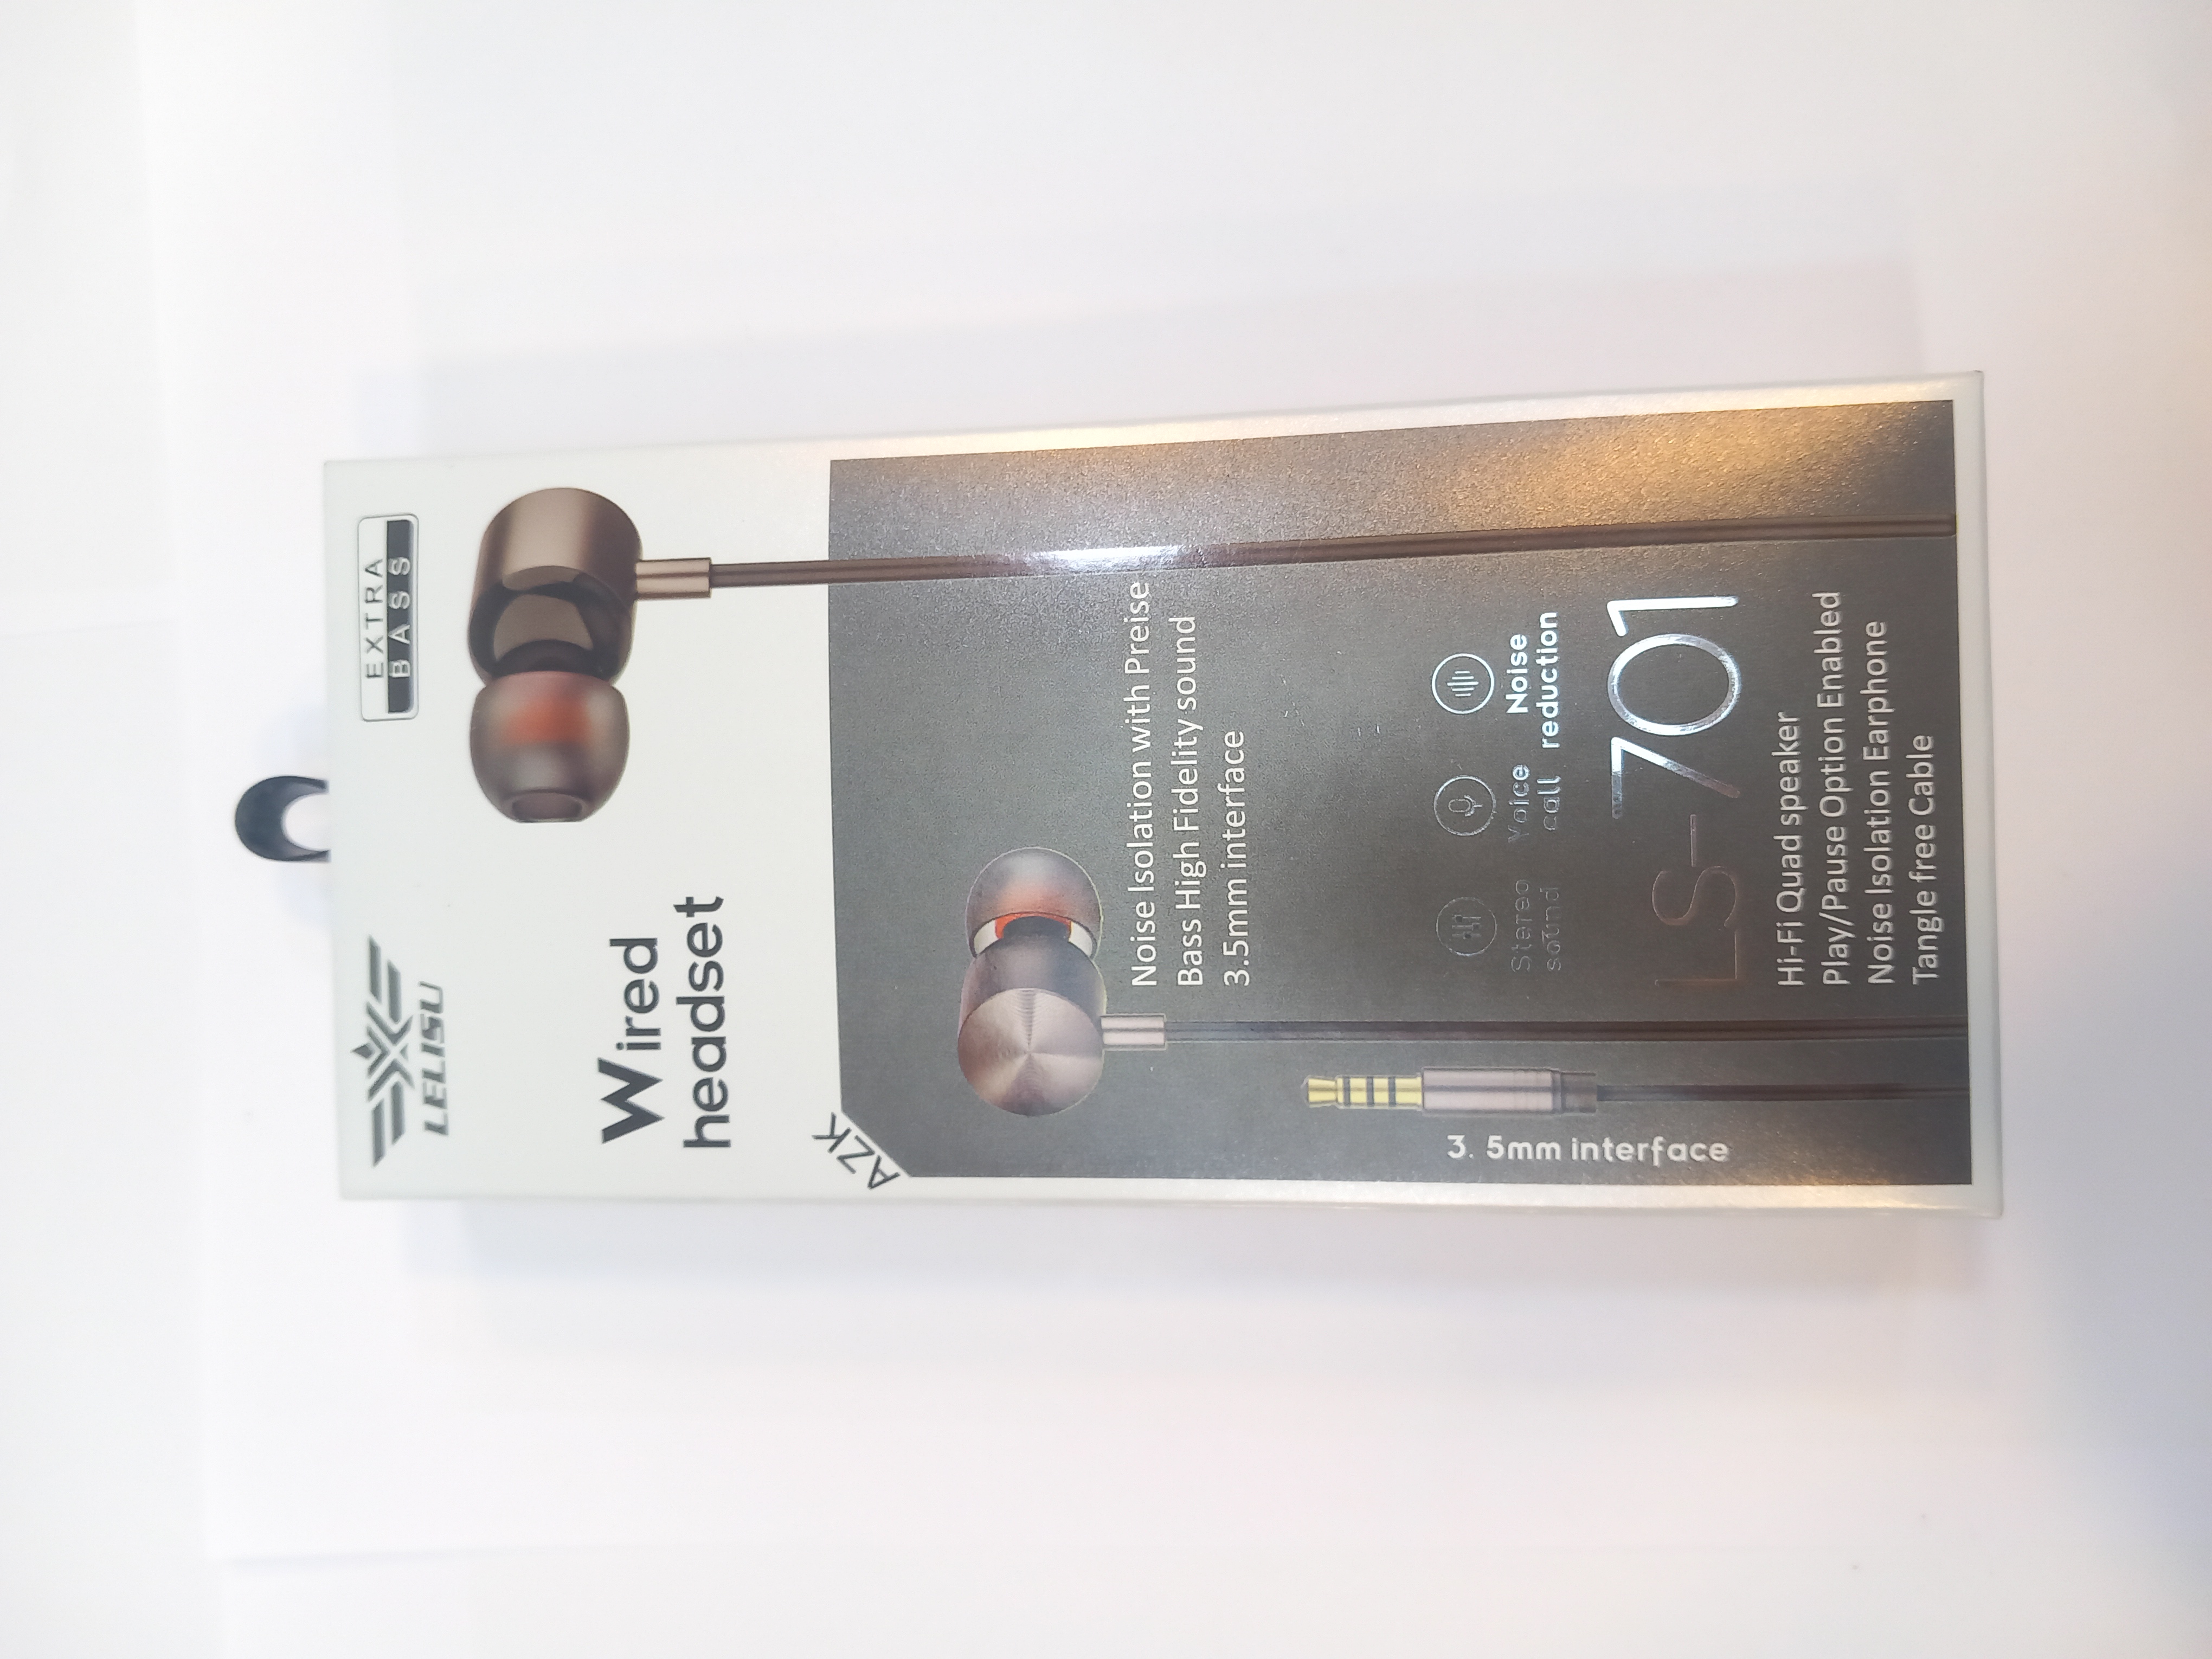 LELISU
EXTRA
BASS
Wired
headset
AZK
Noise Isolation with Preise
Bass High Fidelity sound
3.5mm interface
3. 5mm interface
Stereo
sound
Voice
call
Noise
reduction
LS-701
Hi-Fi Quad speaker
Play/Pause Option Enabled
Noise Isolation Earphone
Tangle free Cable